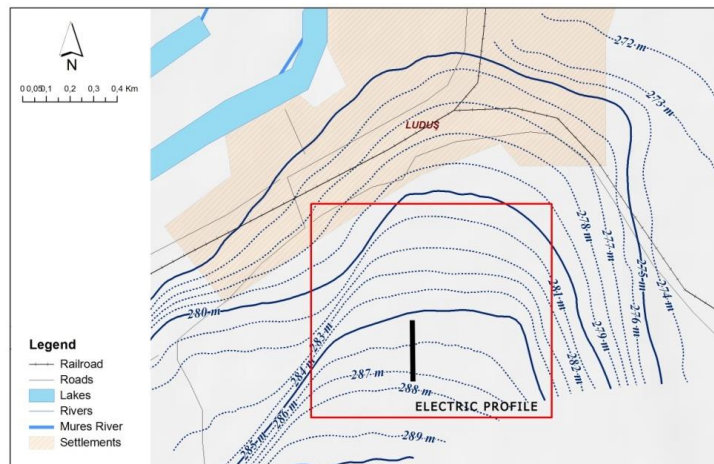 N
0 0,05 0,1 0,2 0,3 0,4 Km
LUDUŞ
272 m
273 m
274 m
275 m
276 m
277 m
278 m
279 m
280 m
281 m
282 m
283 m
284 m
285 m
286 m
287 m
288 m
289 m
ELECTRIC PROFILE
Legend
Railroad
Roads
Lakes
Rivers
Mures River
Settlements